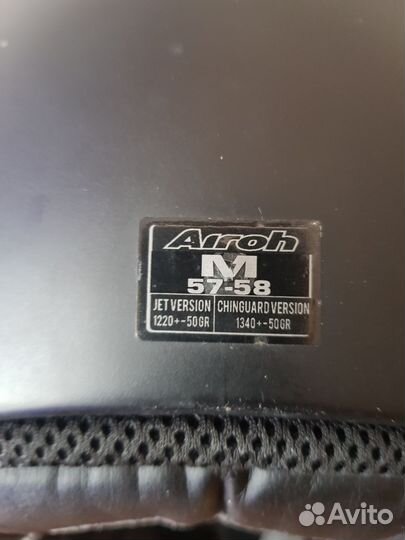 Airoh
M
57-58
JET VERSION CHINGUARD VERSION
1220+-50GR 1340+-50GR
Avito